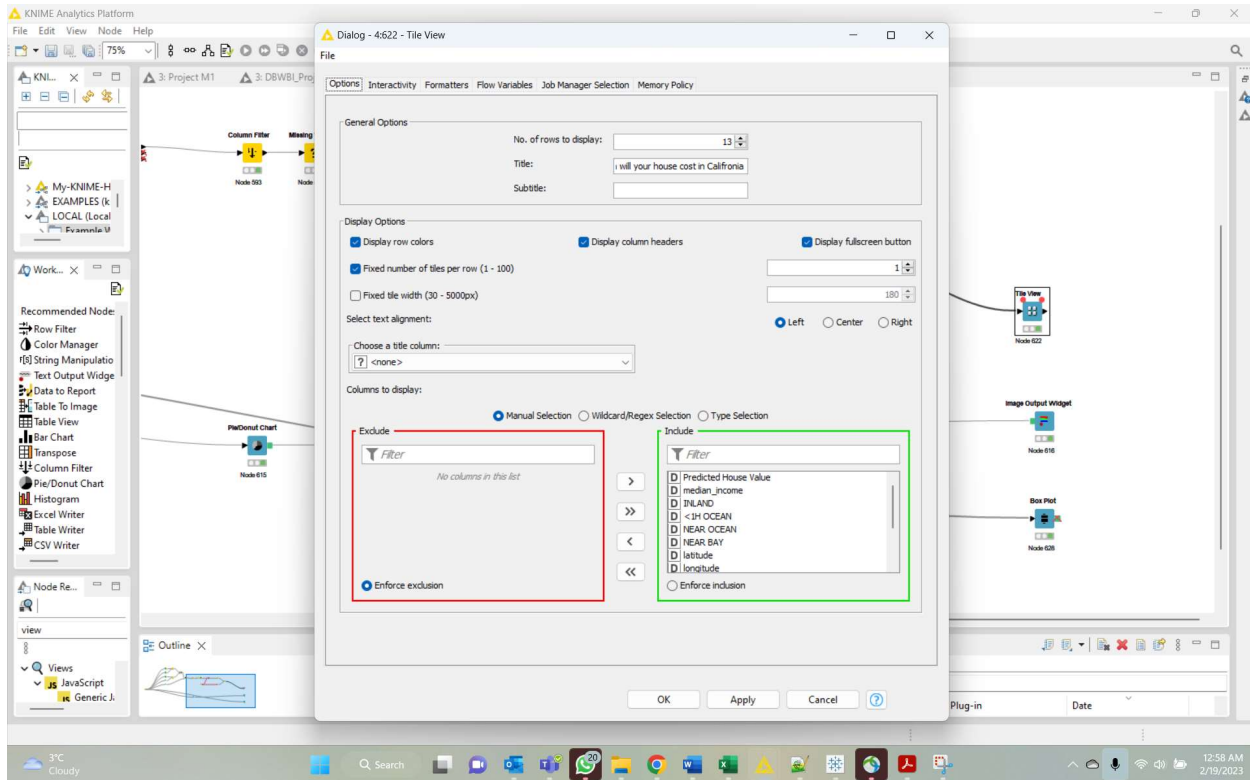 KNIME Analytics Platform
File Edit View Node Help
75%
KNI...
3: Project M1
3: DBWBI_Proj
My-KNIME-H
EXAMPLES (k
LOCAL (Local
Example W
Work...
Recommended Node:
Row Filter
Color Manager
String Manipulatio
Text Output Widge
Data to Report
Table To Image
Table View
Bar Chart
Transpose
Column Filter
Pie/Donut Chart
Histogram
Excel Writer
Table Writer
CSV Writer
Node Re...
view
Views
JavaScript
Generic J
Column Filter
Node 593
Missing
Node
Pie/Donut Chart
Node 615
Outline
Dialog - 4:622 - Tile View
File
Options Interactivity Formatters Flow Variables Job Manager Selection Memory Policy
General Options
No. of rows to display: 13
Title: will your house cost in Califronia
Subtitle:
Display Options
Display row colors
Display column headers
Display fullscreen button
Fixed number of tiles per row (1 - 100) 1
Fixed tile width (30 - 5000px) 180
Select text alignment: Left Center Right
Choose a title column:
? <none>
Columns to display:
Manual Selection Wildcard/Regex Selection Type Selection
Exclude
Filter
No columns in this list
Enforce exclusion
>
>>
<
<<
Include
Filter
D Predicted House Value
D median_income
D INLAND
D <1H OCEAN
D NEAR OCEAN
D NEAR BAY
D latitude
D longitude
Enforce inclusion
OK Apply Cancel ?
Tile View
Node 622
Image Output Widget
Node 616
Box Plot
Node 628
Plug-in Date
3°C
Cloudy
Search
20
12:58 AM
2/19/2023